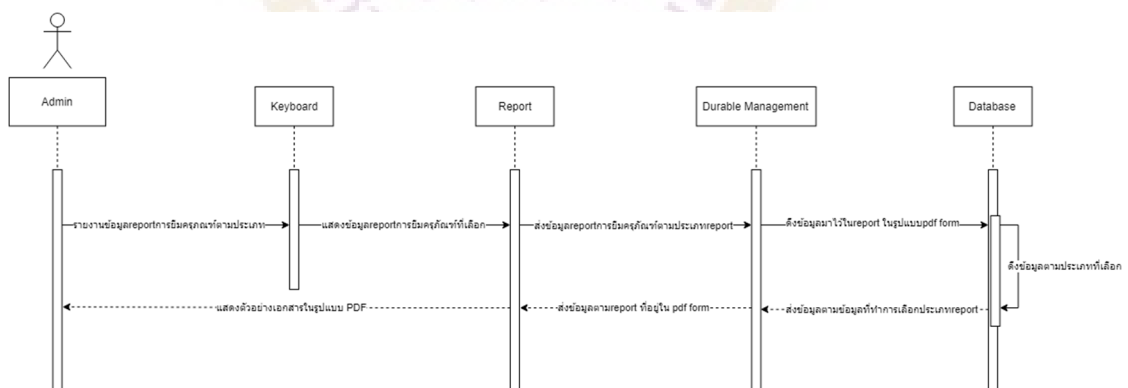 Admin
Keyboard
Report
Durable Management
Database
รายงานข้อมูลreportการยืมครุภณฑ์ตามประเภท
แสดงข้อมูลreportการยืมครุภัณฑ์ที่เลือก
ส่งข้อมูลreportการยืมครุภัณฑ์ตามประเภทreport
ดึงข้อมูลมาไว้ในreport ในรูปแบบpdf form
ดึงข้อมูลตามประเภทที่เลือก
แสดงตัวอย่างเอกสารในรูปแบบ PDF
ส่งข้อมูลตามreport ที่อยู่ใน pdf form
ส่งข้อมูลตามข้อมูลที่ทำการเลือกประเภทreport